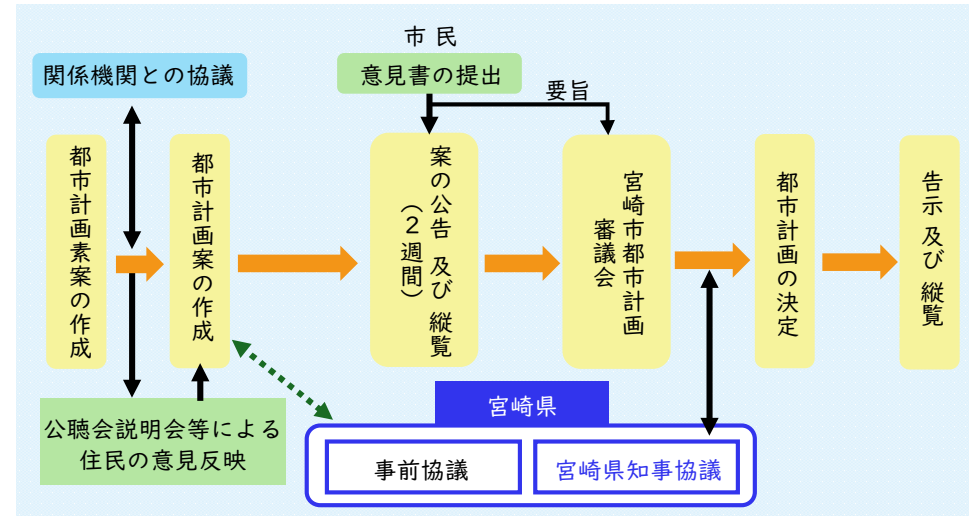 市 民
関係機関との協議
意見書の提出
要旨
都市計画素案の作成
都市計画案の作成
案の公告 及び 縦覧
（２週間）
宮崎市都市計画
審議会
都市計画の決定
告示 及び 縦覧
公聴会説明会等による
住民の意見反映
宮崎県
事前協議
宮崎県知事協議